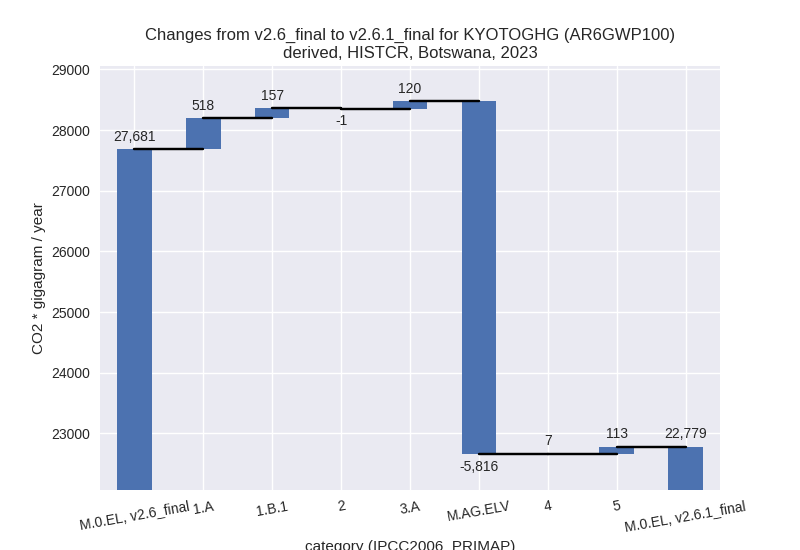 Changes from v2.6_final to v2.6.1_final for KYOTOGHG (AR6GWP100)
derived, HISTCR, Botswana, 2023
CO2 * gigagram / year
29000
28000
27000
26000
25000
24000
23000
27,681
518
157
-1
120
-5,816
7
113
22,779
M.0.EL, v2.6_final
1.A
1.B.1
2
3.A
M.AG.ELV
4
5
M.0.EL, v2.6.1_final
category (IPCC2006_PRIMAP)